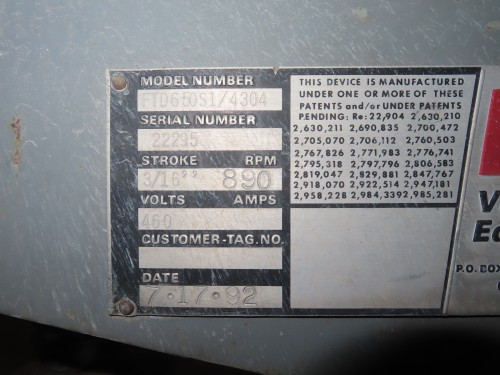 MODEL NUMBER
FTD650S1/4304
SERIAL NUMBER
22295
STROKE RPM
3/16" 890
VOLTS AMPS
460
CUSTOMER-TAG.NO.
DATE
7·17·92
THIS DEVICE IS MANUFACTURED
UNDER ONE OR MORE OF THESE
PATENTS and/or UNDER PATENTS
PENDING: Re: 22,904 2,630,210
2,630,211 2,690,835 2,700,472
2,705,070 2,706,112 2,760,503
2,767,826 2,771,983 2,776,741
2,795,318 2,797,796 2,806,583
2,819,047 2,829,881 2,847,767
2,918,070 2,922,514 2,947,181
2,958,228 2,984,339 2,985,281
P.O. BOX